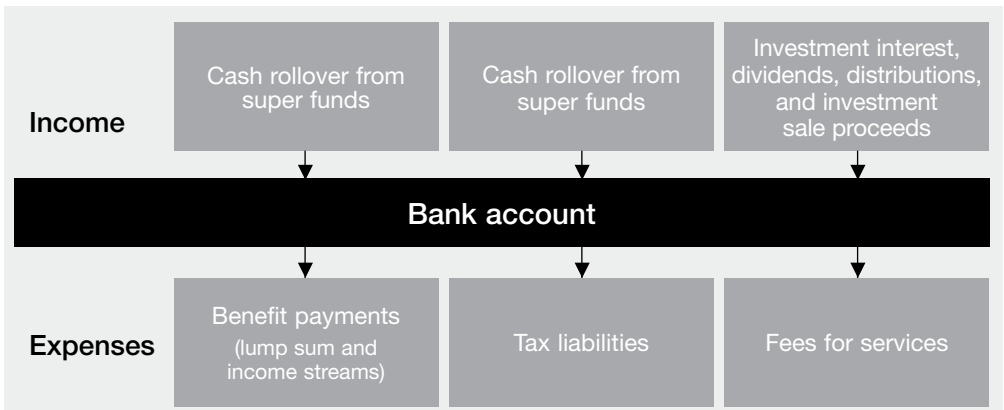 Income
Cash rollover from
super funds
Cash rollover from
super funds
Investment interest,
dividends, distributions,
and investment
sale proceeds
Bank account
Expenses
Benefit payments
(lump sum and
income streams)
Tax liabilities
Fees for services